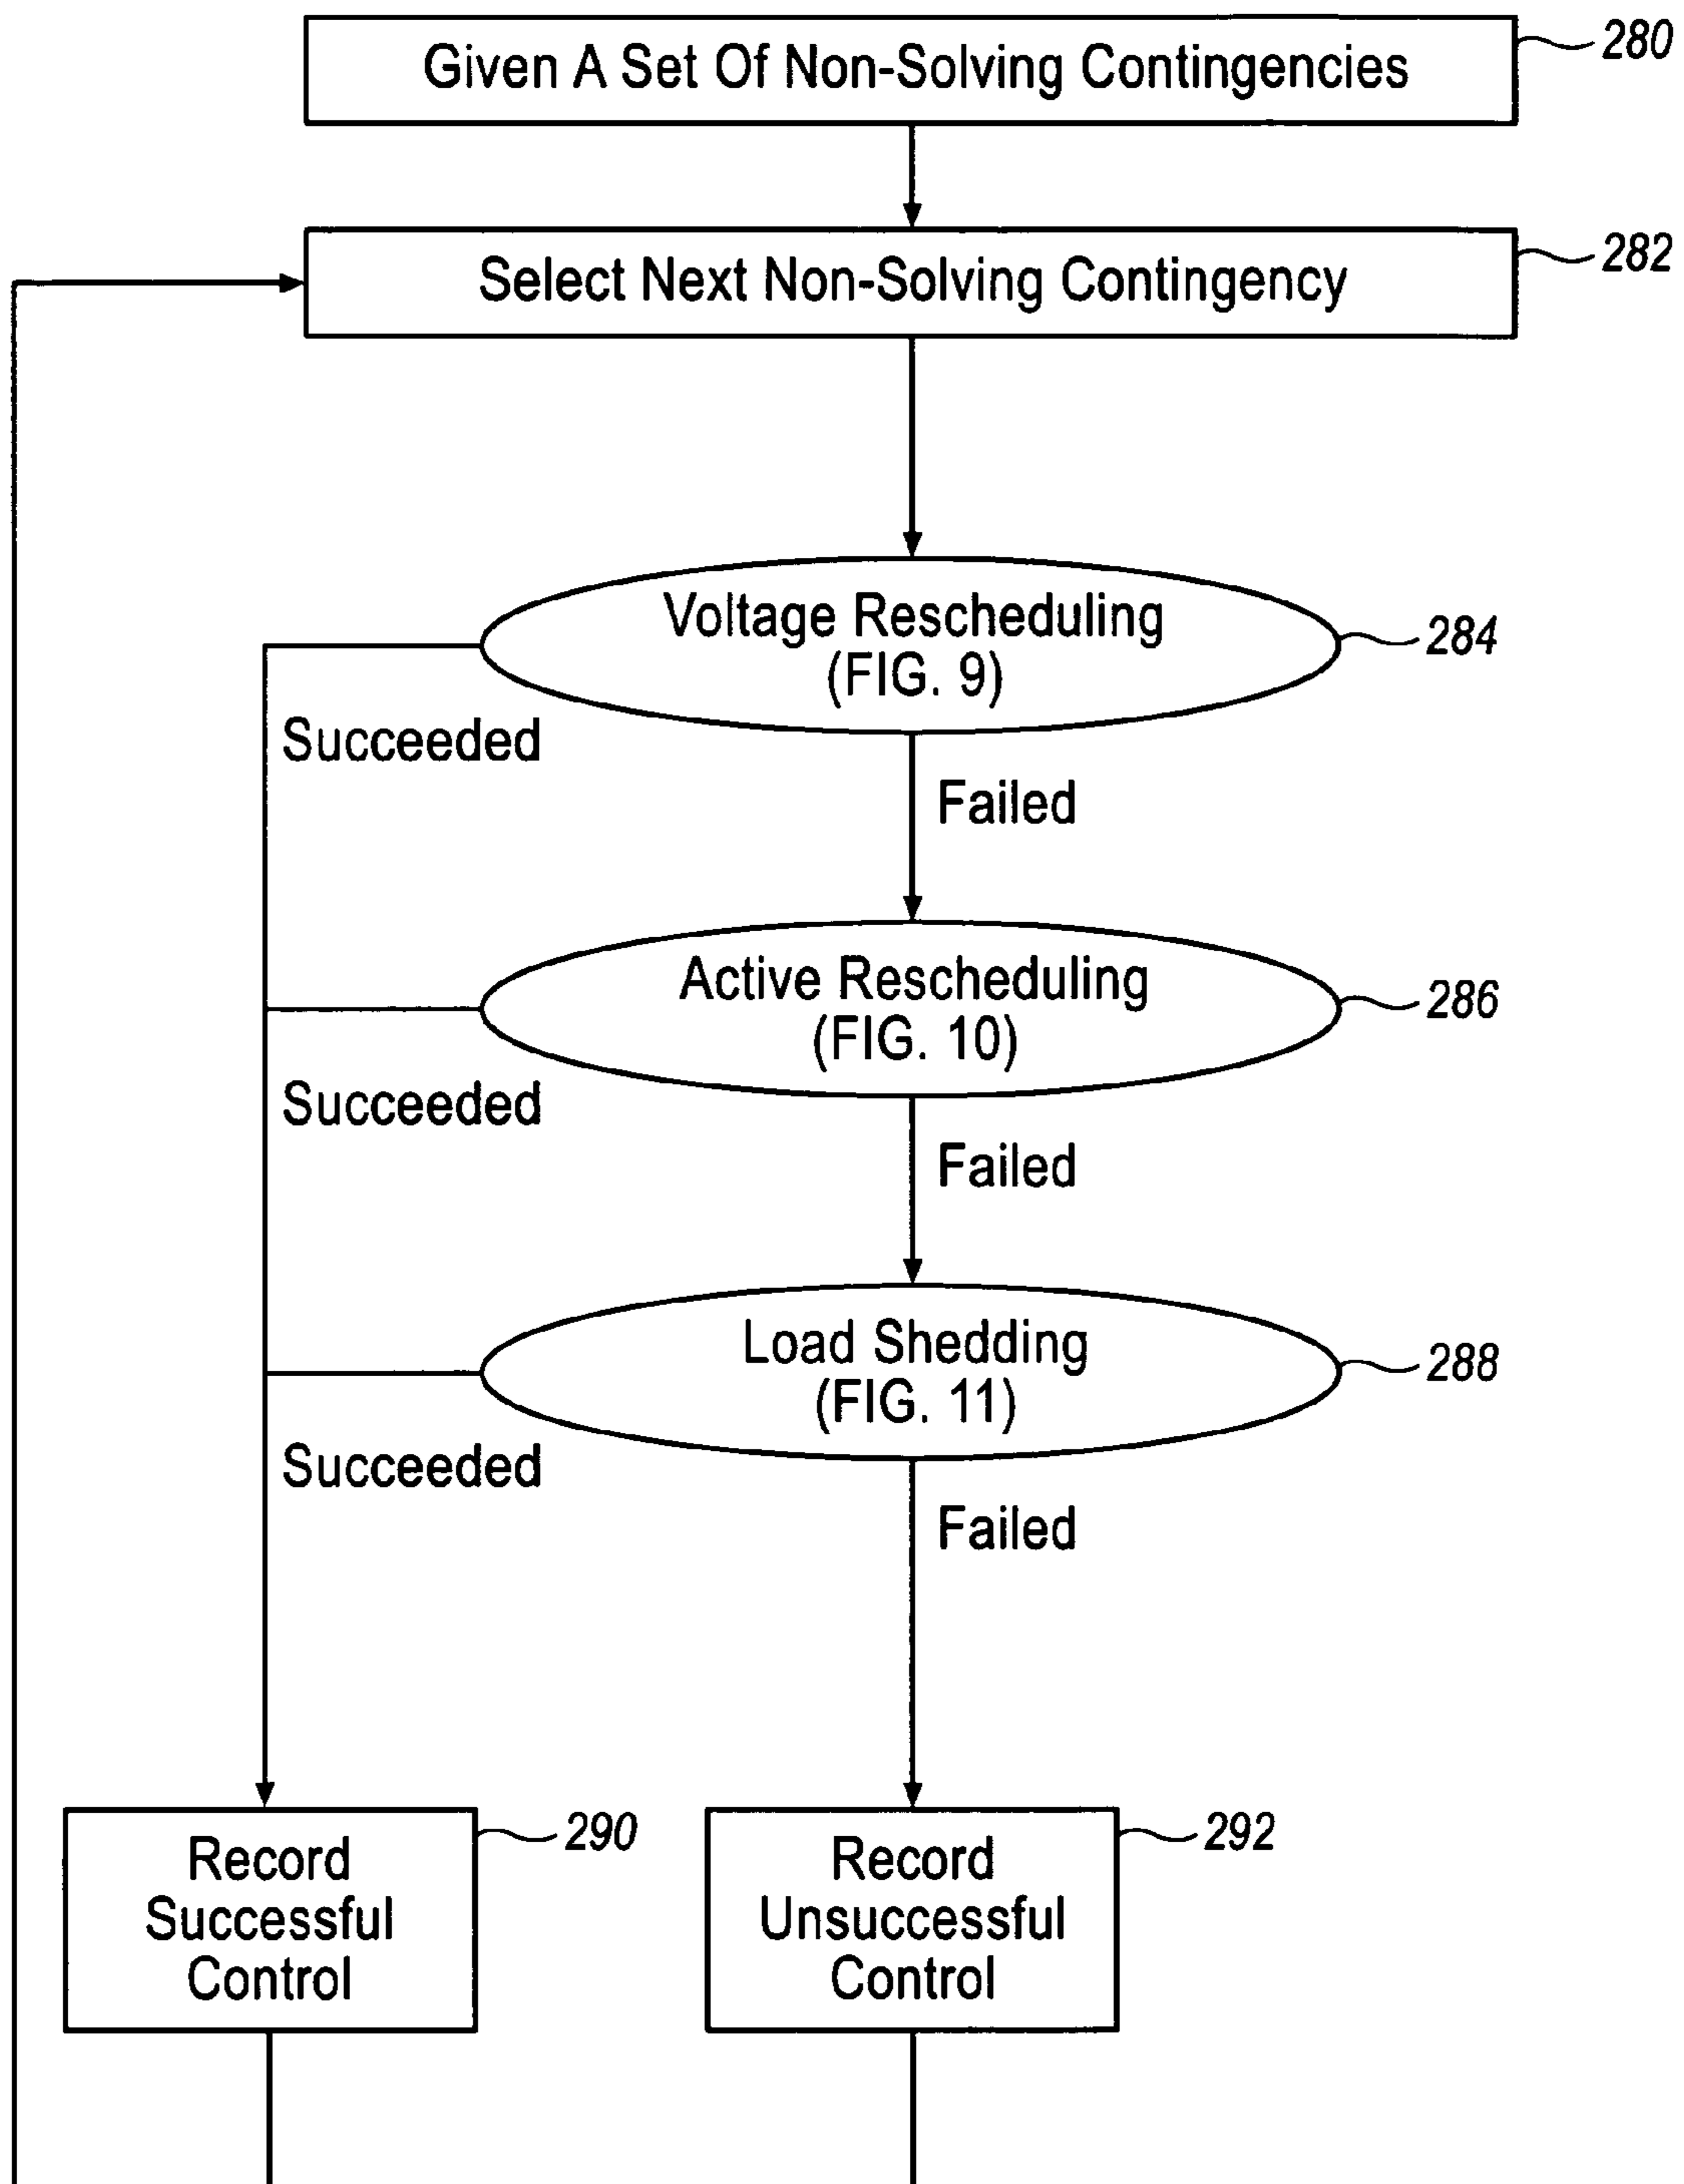 Given A Set Of Non-Solving Contingencies
280
Select Next Non-Solving Contingency
282
Voltage Rescheduling
(FIG. 9)
284
Succeeded
Failed
Active Rescheduling
(FIG. 10)
286
Succeeded
Failed
Load Shedding
(FIG. 11)
288
Succeeded
Failed
Record
Successful
Control
290
Record
Unsuccessful
Control
292